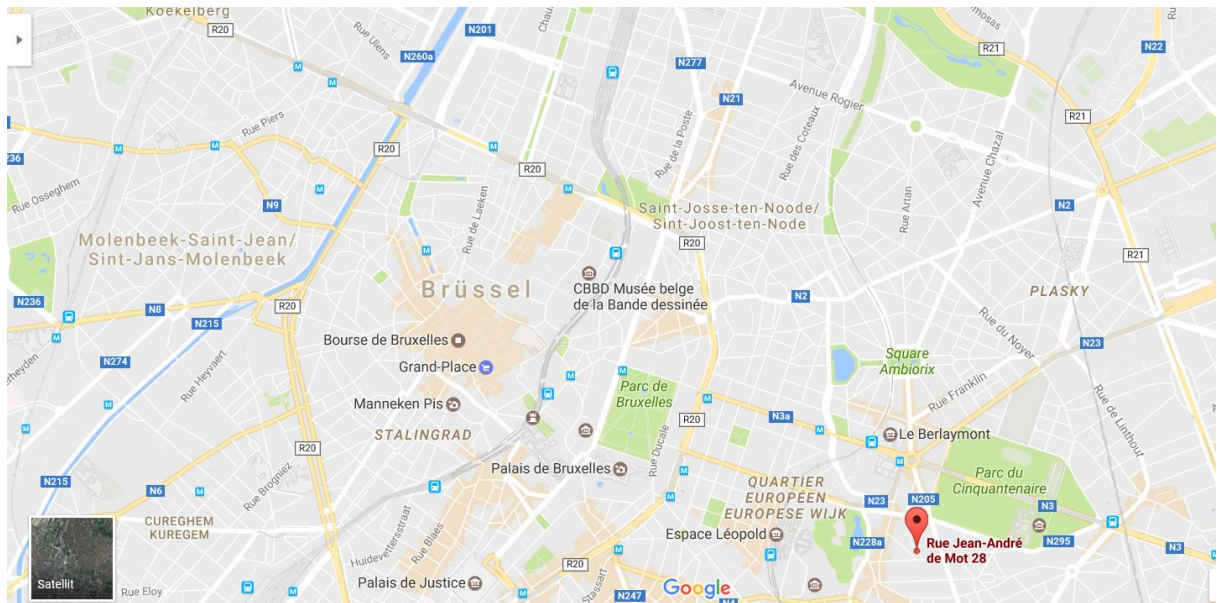 Koekelberg
R20
N201
Rue Ulens
N260a
N277
R21
N22
N21
Avenue Rogier
R21
Rue Piers
R20
Rue de la Poste
Rue des Coteaux
Avenue Chazal
236
R20
Rue Osseghem
N9
Rue de Laeken
Saint-Josse-ten-Noode/
Sint-Joost-ten-Node
Rue Artan
N2
Molenbeek-Saint-Jean/
Sint-Jans-Molenbeek
R20
R21
Brüssel
CBBD Musée belge
de la Bande dessinée
N2
PLASKY
N236
N8
R20
N215
Rue du Noyer
Bourse de Bruxelles
N23
N274
Rue Heyvaert
Grand-Place
Square
Ambiorix
Parc de
Bruxelles
Rue Franklin
Manneken Pis
N3a
R20
Rue de Linthout
STALINGRAD
Le Berlaymont
R20
Rue Ducale
Palais de Bruxelles
Parc du
Cinquantenaire
N215
N6
Rue Brogniez
QUARTIER
EUROPÉEN
EUROPESE WIJK
N23
N205
N3
CUREGHEM
KUREGEM
Huidevettersstraat
Rue Blaes
Espace Léopold
N228a
Rue Jean-André
de Mot 28
N295
N3
R20
Satellit
Rue Eloy
Palais de Justice
Stassart
N247
Google
N4